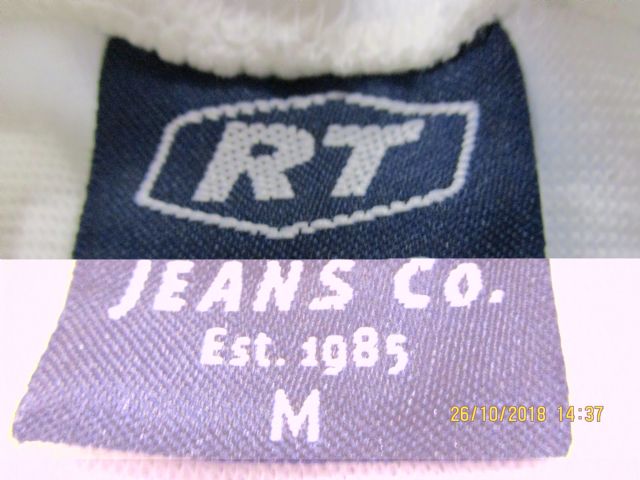 RT
JEANS CO.
Est. 1985
M
26/10/2018 14:37